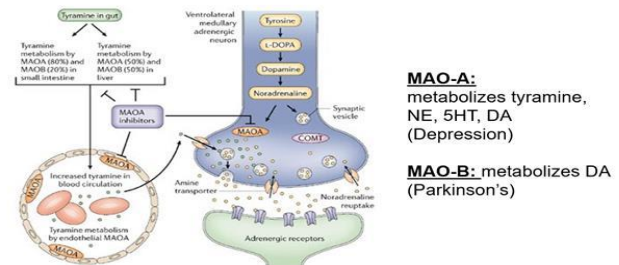 Tyramine in gut
Tyramine
metabolism by
MAOA (80%) and
MAOB (20%) in
small intestine
Tyramine
metabolism by
MAOA (50%) and
MAOB (50%) in
liver
MAOA
inhibitors
MAOA
MAOA
MAOA
Increased tyramine in
blood circulation
Tyramine metabolism
by endothelial MAOA
Ventrolateral
medullary
adrenergic
neuron
Tyrosine
L-DOPA
Dopamine
Noradrenaline
Synaptic
vesicle
MAOA
COMT
Amine
transporter
Noradrenaline
reuptake
Adrenergic receptors
MAO-A:
metabolizes tyramine,
NE, 5HT, DA
(Depression)
MAO-B: metabolizes DA
(Parkinson's)